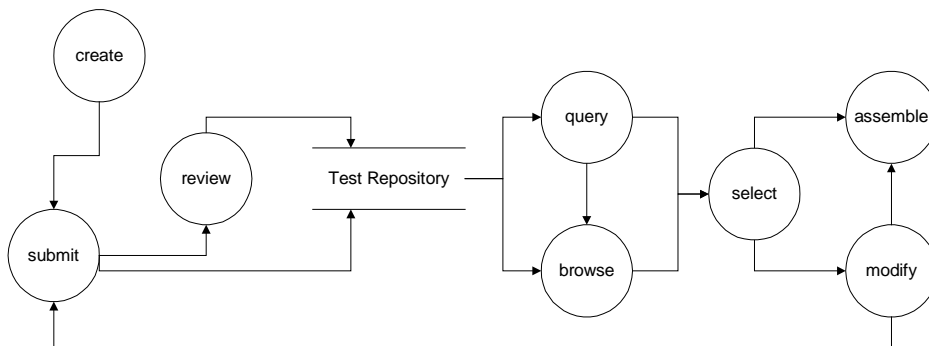 create
query
assemble
review
Test Repository
select
submit
browse
modify